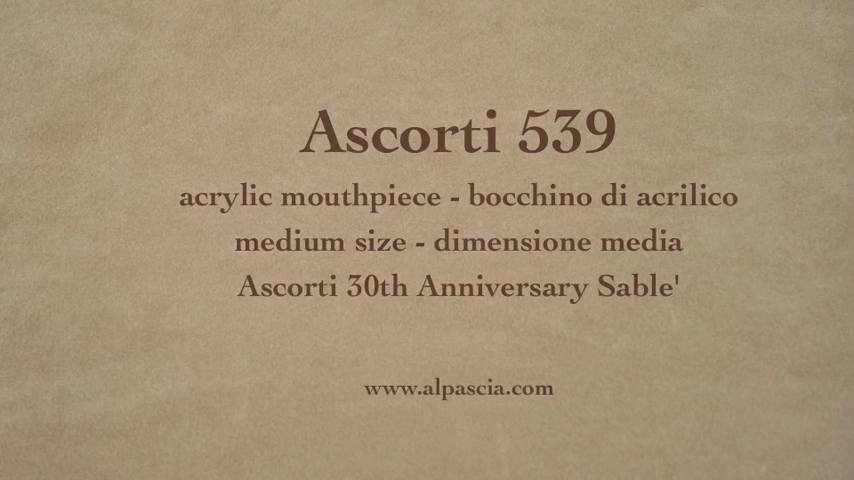 Ascorti 539
acrylic mouthpiece - bocchino di acrilico
medium size - dimensione media
Ascorti 30th Anniversary Sable'
www.alpascia.com